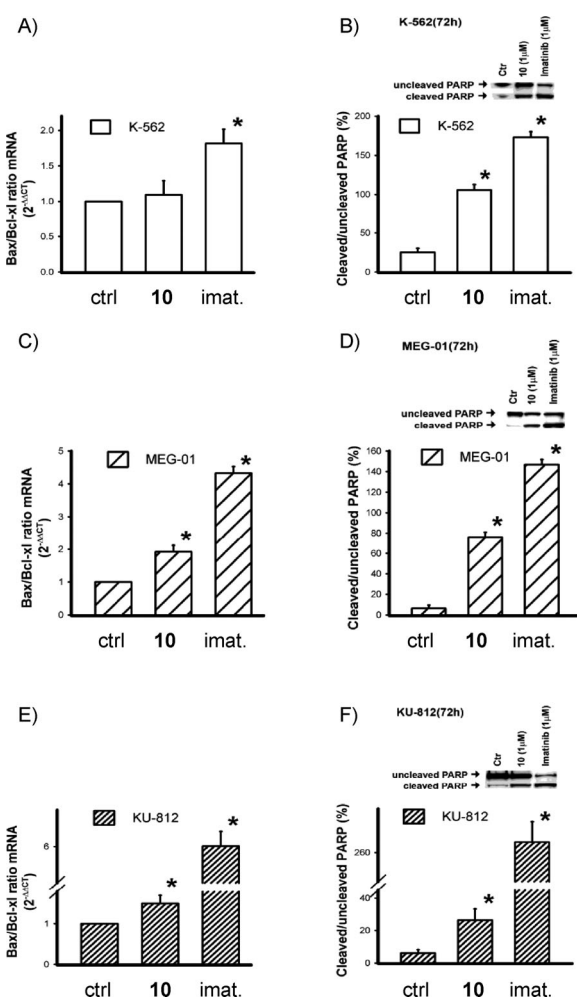 A)
Bax/Bcl-xl ratio mRNA
(2-ΔΔCT)
2.0
1.5
1.0
0.5
0.0
K-562
*
ctrl 10 imat.
B)
K-562(72h)
Ctr
10 (1µM)
Imatinib (1µM)
uncleaved PARP →
cleaved PARP →
Cleaved/uncleaved PARP (%)
200
150
100
50
0
K-562
*
*
ctrl 10 imat.
C)
Bax/Bcl-xl ratio mRNA
(2-ΔΔCT)
5
4
3
2
1
0
MEG-01
*
*
ctrl 10 imat.
D)
MEG-01(72h)
Ctr
10 (1µM)
Imatinib (1µM)
uncleaved PARP →
cleaved PARP →
Cleaved/uncleaved PARP (%)
160
140
120
100
80
60
40
20
0
MEG-01
*
*
ctrl 10 imat.
E)
Bax/Bcl-xl ratio mRNA
(2-ΔΔCT)
6
1
KU-812
*
*
ctrl 10 imat.
F)
KU-812(72h)
Ctr
10 (1µM)
Imatinib (1µM)
uncleaved PARP →
cleaved PARP →
Cleaved/uncleaved PARP (%)
260
40
20
0
KU-812
*
*
ctrl 10 imat.